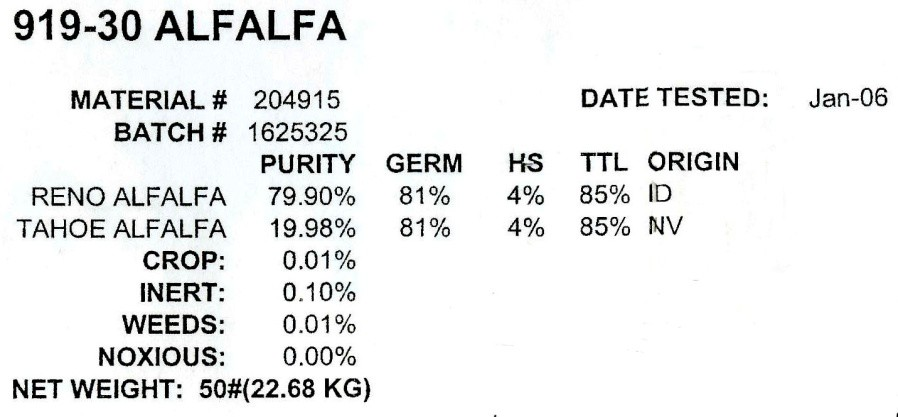 919-30 ALFALFA
MATERIAL # 204915 DATE TESTED: Jan-06
BATCH # 1625325
PURITY GERM HS TTL ORIGIN
RENO ALFALFA 79.90% 81% 4% 85% ID
TAHOE ALFALFA 19.98% 81% 4% 85% NV
CROP: 0.01%
INERT: 0.10%
WEEDS: 0.01%
NOXIOUS: 0.00%
NET WEIGHT: 50#(22.68 KG)